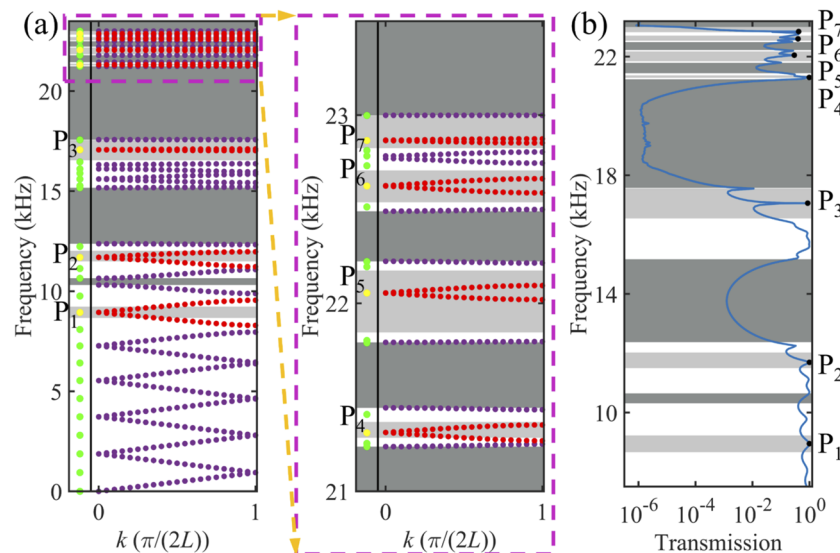 (a)
Frequency (kHz)
20
15
10
5
0
P3
P2
P1
0
1
k (π/(2L))
Frequency (kHz)
23
22
21
P7
P6
P5
P4
0
1
k (π/(2L))
(b)
Frequency (kHz)
22
18
14
10
P7
P6
P5
P4
P3
P2
P1
10^-6
10^-4
10^-2
10^0
Transmission